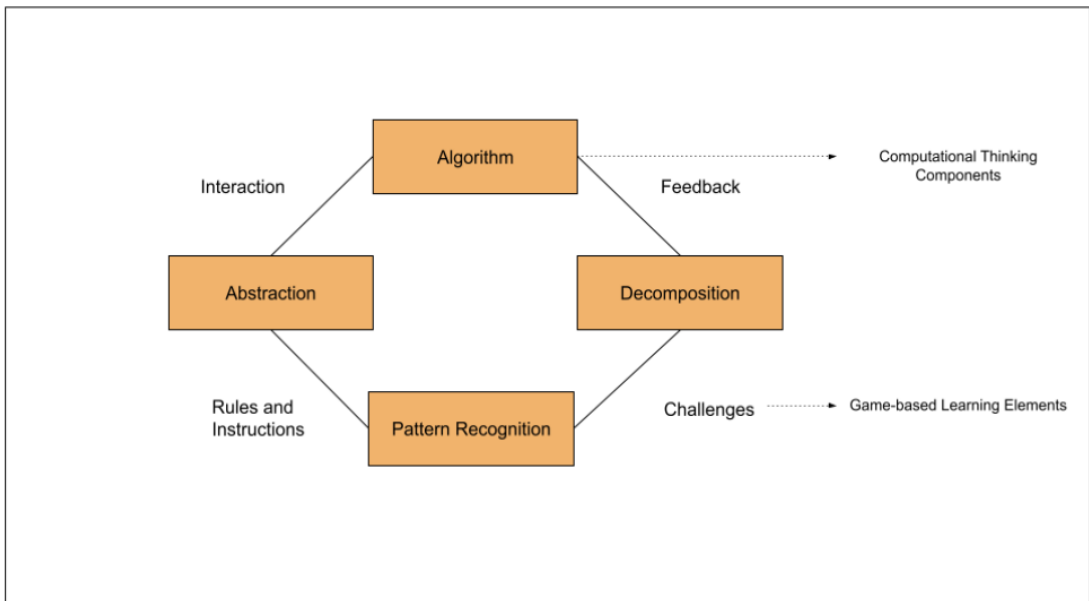 Algorithm
Computational Thinking
Components
Interaction
Feedback
Abstraction
Decomposition
Rules and
Instructions
Pattern Recognition
Challenges
Game-based Learning Elements